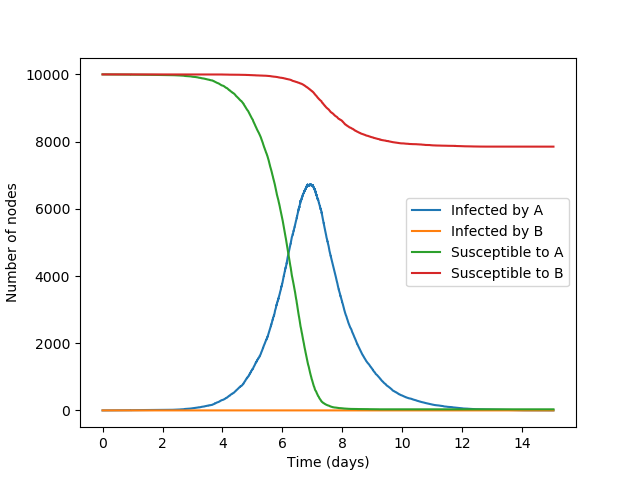 Number of nodes
10000
8000
6000
4000
2000
0
Infected by A
Infected by B
Susceptible to A
Susceptible to B
0 2 4 6 8 10 12 14
Time (days)